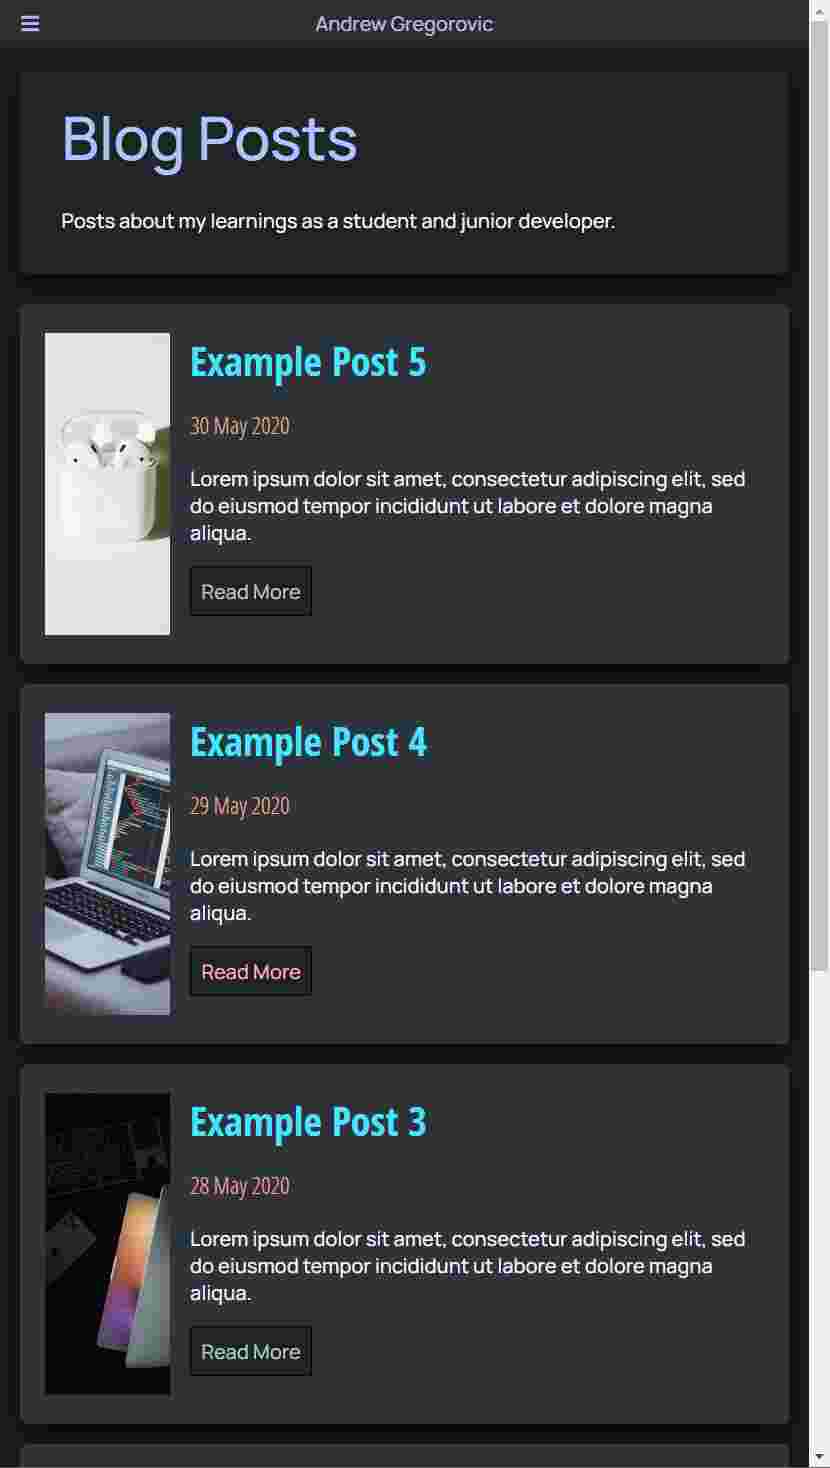 Andrew Gregorovic
Blog Posts
Posts about my learnings as a student and junior developer.
Example Post 5
30 May 2020
Lorem ipsum dolor sit amet, consectetur adipiscing elit, sed
do eiusmod tempor incididunt ut labore et dolore magna
aliqua.
Read More
Example Post 4
29 May 2020
Lorem ipsum dolor sit amet, consectetur adipiscing elit, sed
do eiusmod tempor incididunt ut labore et dolore magna
aliqua.
Read More
Example Post 3
28 May 2020
Lorem ipsum dolor sit amet, consectetur adipiscing elit, sed
do eiusmod tempor incididunt ut labore et dolore magna
aliqua.
Read More